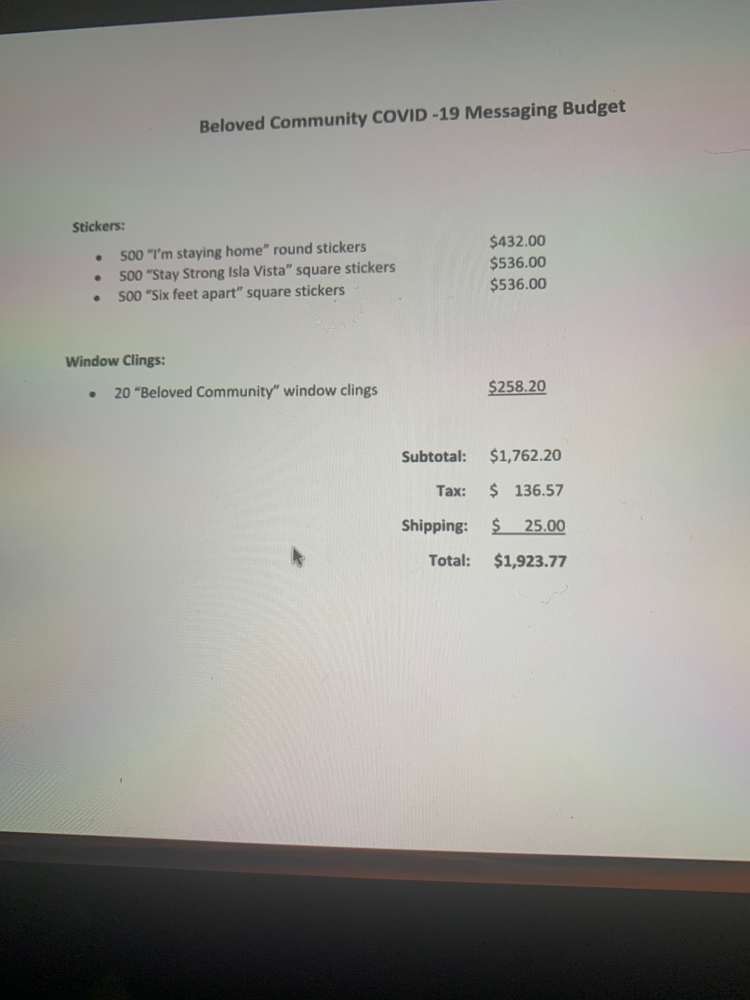 Beloved Community COVID -19 Messaging Budget
Stickers:
• 500 “I’m staying home” round stickers $432.00
• 500 “Stay Strong Isla Vista” square stickers $536.00
• 500 “Six feet apart” square stickers $536.00
Window Clings:
• 20 “Beloved Community” window clings $258.20
Subtotal: $1,762.20
Tax: $ 136.57
Shipping: $ 25.00
Total: $1,923.77